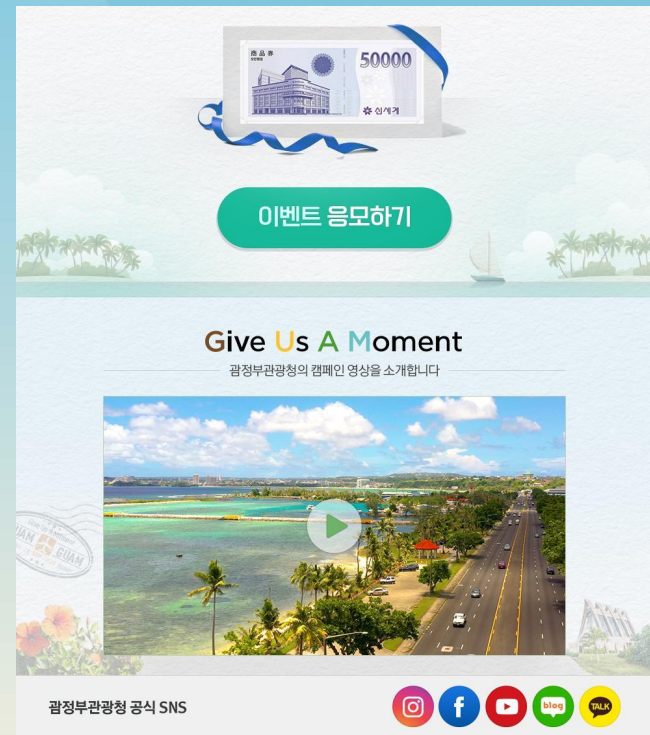 商品券
50000
신세계
이벤트 응모하기
Give Us A Moment
괌정부관광청의 캠페인 영상을 소개합니다
GUAM
괌정부관광청 공식 SNS
blog
TALK